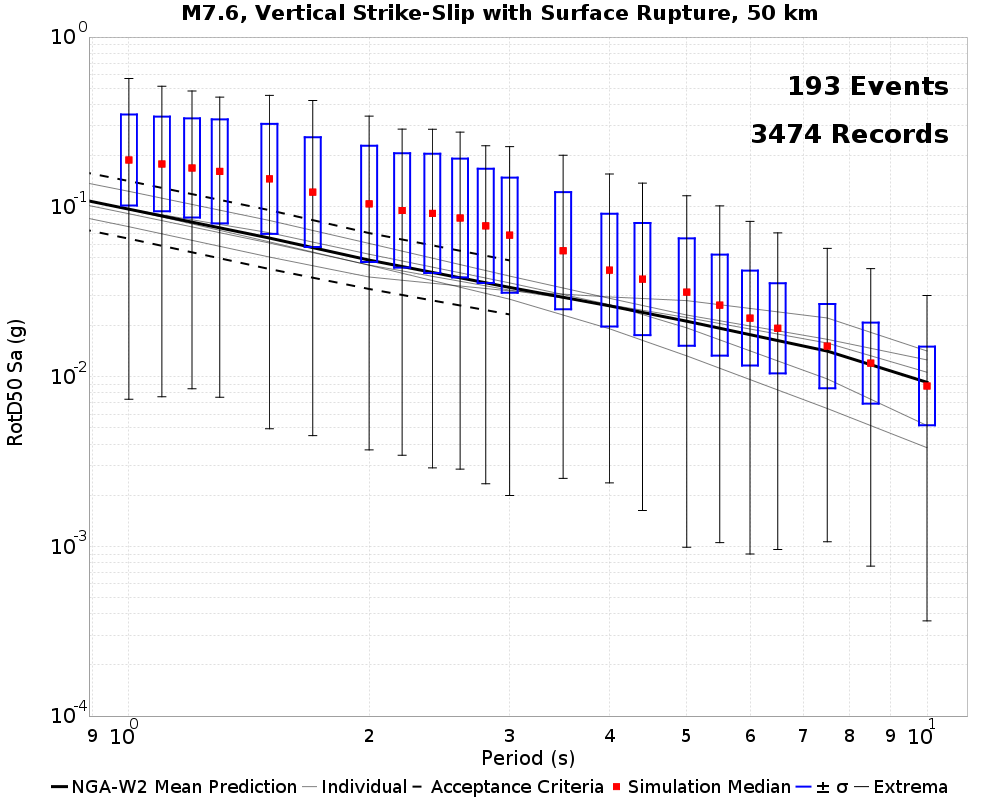 M7.6, Vertical Strike-Slip with Surface Rupture, 50 km
193 Events
3474 Records
RotD50 Sa (g)
10^0
10^-1
10^-2
10^-3
10^-4
9 10^0 2 3 4 5 6 7 8 9 10^1
Period (s)
NGA-W2 Mean Prediction Individual Acceptance Criteria Simulation Median ± σ Extrema